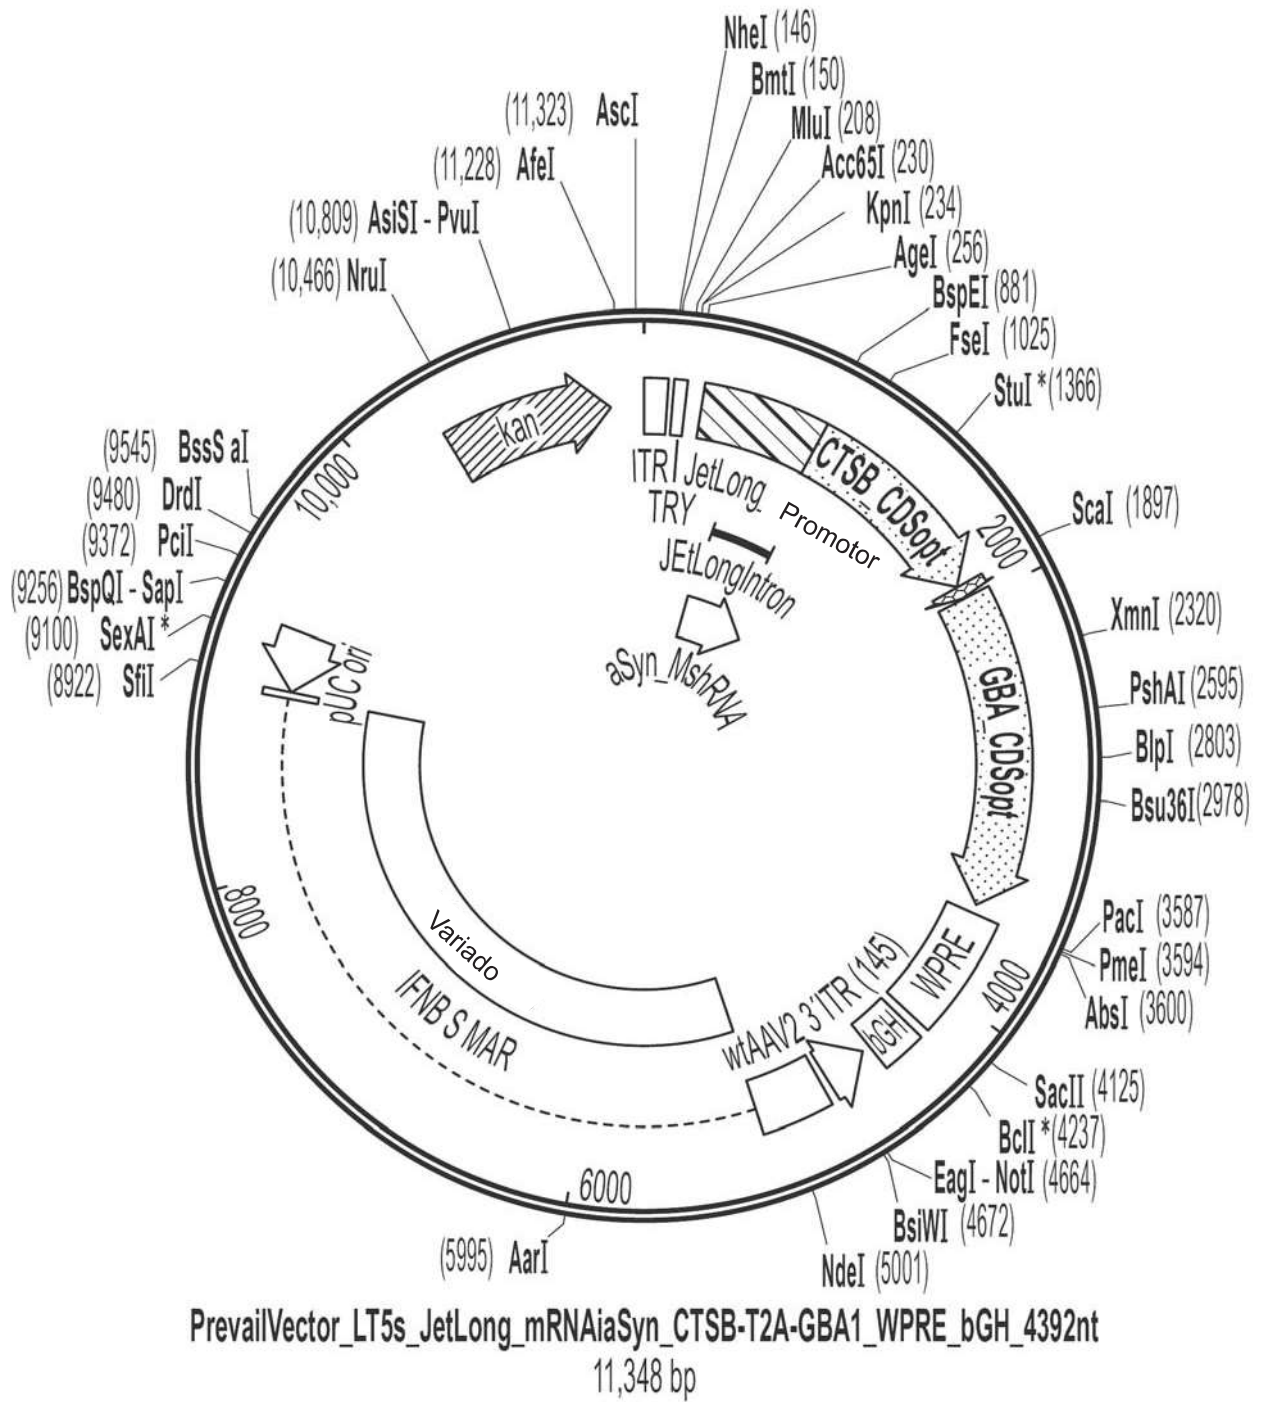 NheI (146)
BmtI (150)
MluI (208)
Acc65I (230)
KpnI (234)
AgeI (256)
BspEI (881)
FseI (1025)
StuI *(1366)
ScaI (1897)
XmnI (2320)
PshAI (2595)
BlpI (2803)
Bsu36I (2978)
PacI (3587)
PmeI (3594)
AbsI (3600)
SacII (4125)
BclI *(4237)
EagI - NotI (4664)
BsiWI (4672)
NdeI (5001)
(5995) AarI
(8922) SfiI
(9100) SexAI *
(9256) BspQI - SapI
(9372) PciI
(9480) DrdI
(9545) BssS aI
(10,466) NruI
(10,809) AsiSI - PvuI
(11,228) AfeI
(11,323) AscI
2000
4000
6000
8000
10,000
kan
ITR
TRY
JetLong_ Promotor
CTSB_CDSopt
JEtLongIntron
aSyn_MshRNA
GBA_CDSopt
WPRE
bGH
wtAAV2 3'ITR (145)
pUC ori
Variado
IFNB S MAR
PrevailVector_LT5s_JetLong_mRNAiaSyn_CTSB-T2A-GBA1_WPRE_bGH_4392nt
11,348 bp